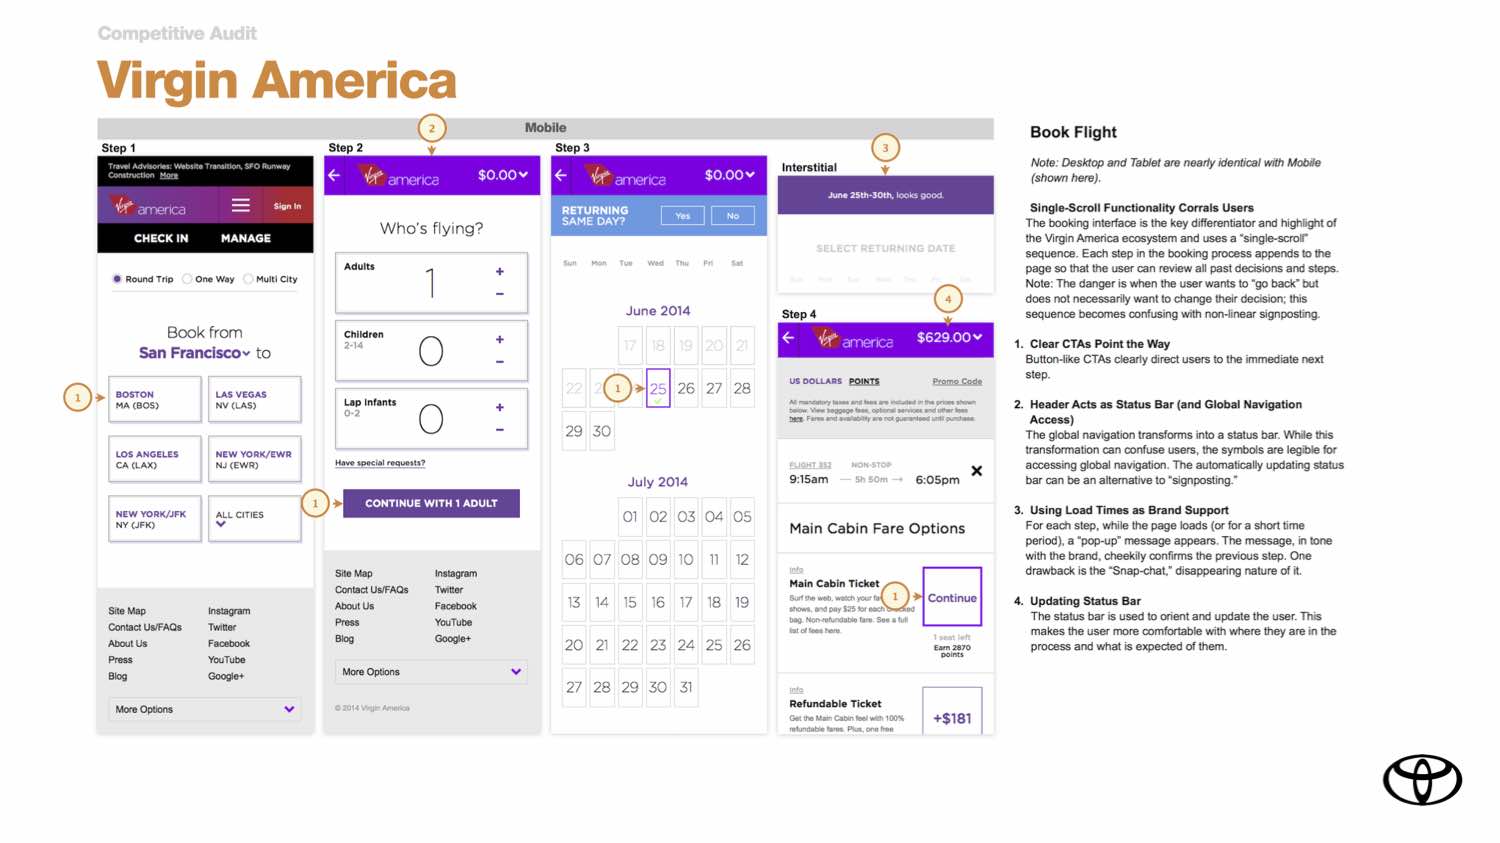 Competitive Audit
Virgin America
Mobile
Step 1
Travel Advisories: Website Transition, SFO Runway
Construction More
Virgin america
Sign In
CHECK IN MANAGE
Round Trip One Way Multi City
Book from
San Francisco to
1
BOSTON
MA (BOS)
LAS VEGAS
NV (LAS)
LOS ANGELES
CA (LAX)
NEW YORK/EWR
NJ (EWR)
NEW YORK/JFK
NY (JFK)
ALL CITIES
Site Map Instagram
Contact Us/FAQs Twitter
About Us Facebook
Press YouTube
Blog Google+
More Options
Step 2
2
Virgin america $0.00
Who's flying?
Adults
1
+
–
Children
2-14
0
+
–
Lap Infants
0-2
0
+
–
Have special requests?
1
CONTINUE WITH 1 ADULT
Site Map Instagram
Contact Us/FAQs Twitter
About Us Facebook
Press YouTube
Blog Google+
More Options
© 2014 Virgin America
Step 3
Virgin america $0.00
RETURNING
SAME DAY?
Yes No
Sun Mon Tue Wed Thu Fri Sat
June 2014
17 18 19 20 21
22 2 1 25 26 27 28
29 30
July 2014
01 02 03 04 05
06 07 08 09 10 11 12
13 14 15 16 17 18 19
20 21 22 23 24 25 26
27 28 29 30 31
3
Interstitial
June 25th-30th, looks good.
SELECT RETURNING DATE
4
Step 4
Virgin america $629.00
US DOLLARS POINTS Promo Code
All mandatory taxes and fees are included in the prices shown
below. View baggage fees, optional services and other fees
here. Fares and availability are not guaranteed until purchase.
FLIGHT 352 NON-STOP
9:15am — 5h 50m → 6:05pm
Main Cabin Fare Options
Info
Main Cabin Ticket
Surf the web, watch your
shows, and pay $25 for each
bag. Non-refundable fare. See a full
list of fees here.
1
Continue
1 seat left
Earn 2870
points
Info
Refundable Ticket
Get the Main Cabin feel with 100%
refundable fares. Plus, one free
+$181
Book Flight
Note: Desktop and Tablet are nearly identical with Mobile
(shown here).
Single-Scroll Functionality Corrals Users
The booking interface is the key differentiator and highlight of
the Virgin America ecosystem and uses a "single-scroll"
sequence. Each step in the booking process appends to the
page so that the user can review all past decisions and steps.
Note: The danger is when the user wants to "go back" but
does not necessarily want to change their decision; this
sequence becomes confusing with non-linear signposting.
1. Clear CTAs Point the Way
Button-like CTAs clearly direct users to the immediate next
step.
2. Header Acts as Status Bar (and Global Navigation
Access)
The global navigation transforms into a status bar. While this
transformation can confuse users, the symbols are legible for
accessing global navigation. The automatically updating status
bar can be an alternative to "signposting."
3. Using Load Times as Brand Support
For each step, while the page loads (or for a short time
period), a "pop-up" message appears. The message, in tone
with the brand, cheekily confirms the previous step. One
drawback is the "Snap-chat," disappearing nature of it.
4. Updating Status Bar
The status bar is used to orient and update the user. This
makes the user more comfortable with where they are in the
process and what is expected of them.